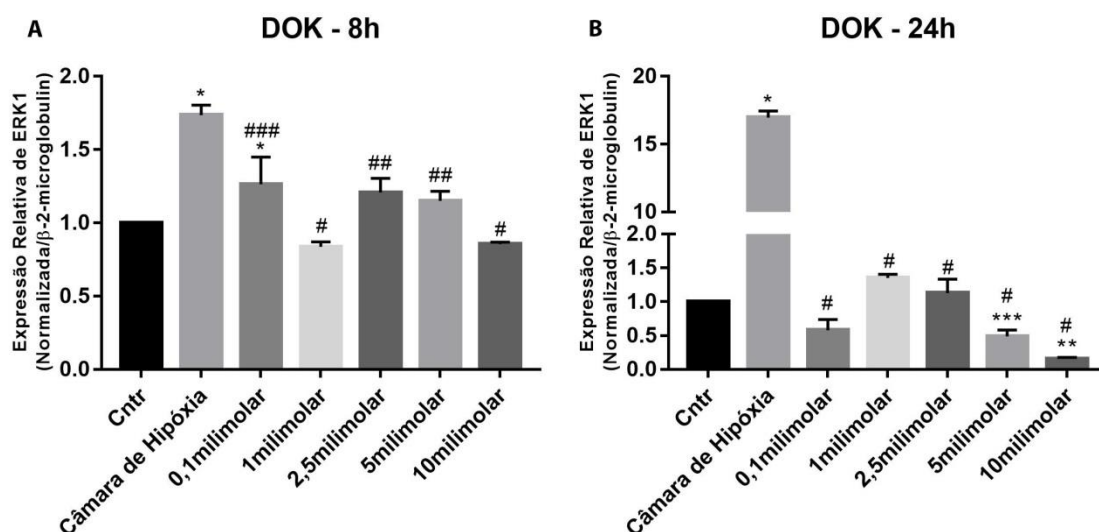 A
DOK - 8h
Expressão Relativa de ERK1
(Normalizada/β-2-microglobulin)
2.0
1.5
1.0
0.5
0.0
*
###
*
#
##
##
#
Cntr
Câmara de Hipóxia
0,1milimolar
1milimolar
2,5milimolar
5milimolar
10milimolar
B
DOK - 24h
Expressão Relativa de ERK1
(Normalizada/β-2-microglobulin)
20
15
10
2.0
1.5
1.0
0.5
0.0
*
#
#
#
#
***
#
**
Cntr
Câmara de Hipóxia
0,1milimolar
1milimolar
2,5milimolar
5milimolar
10milimolar